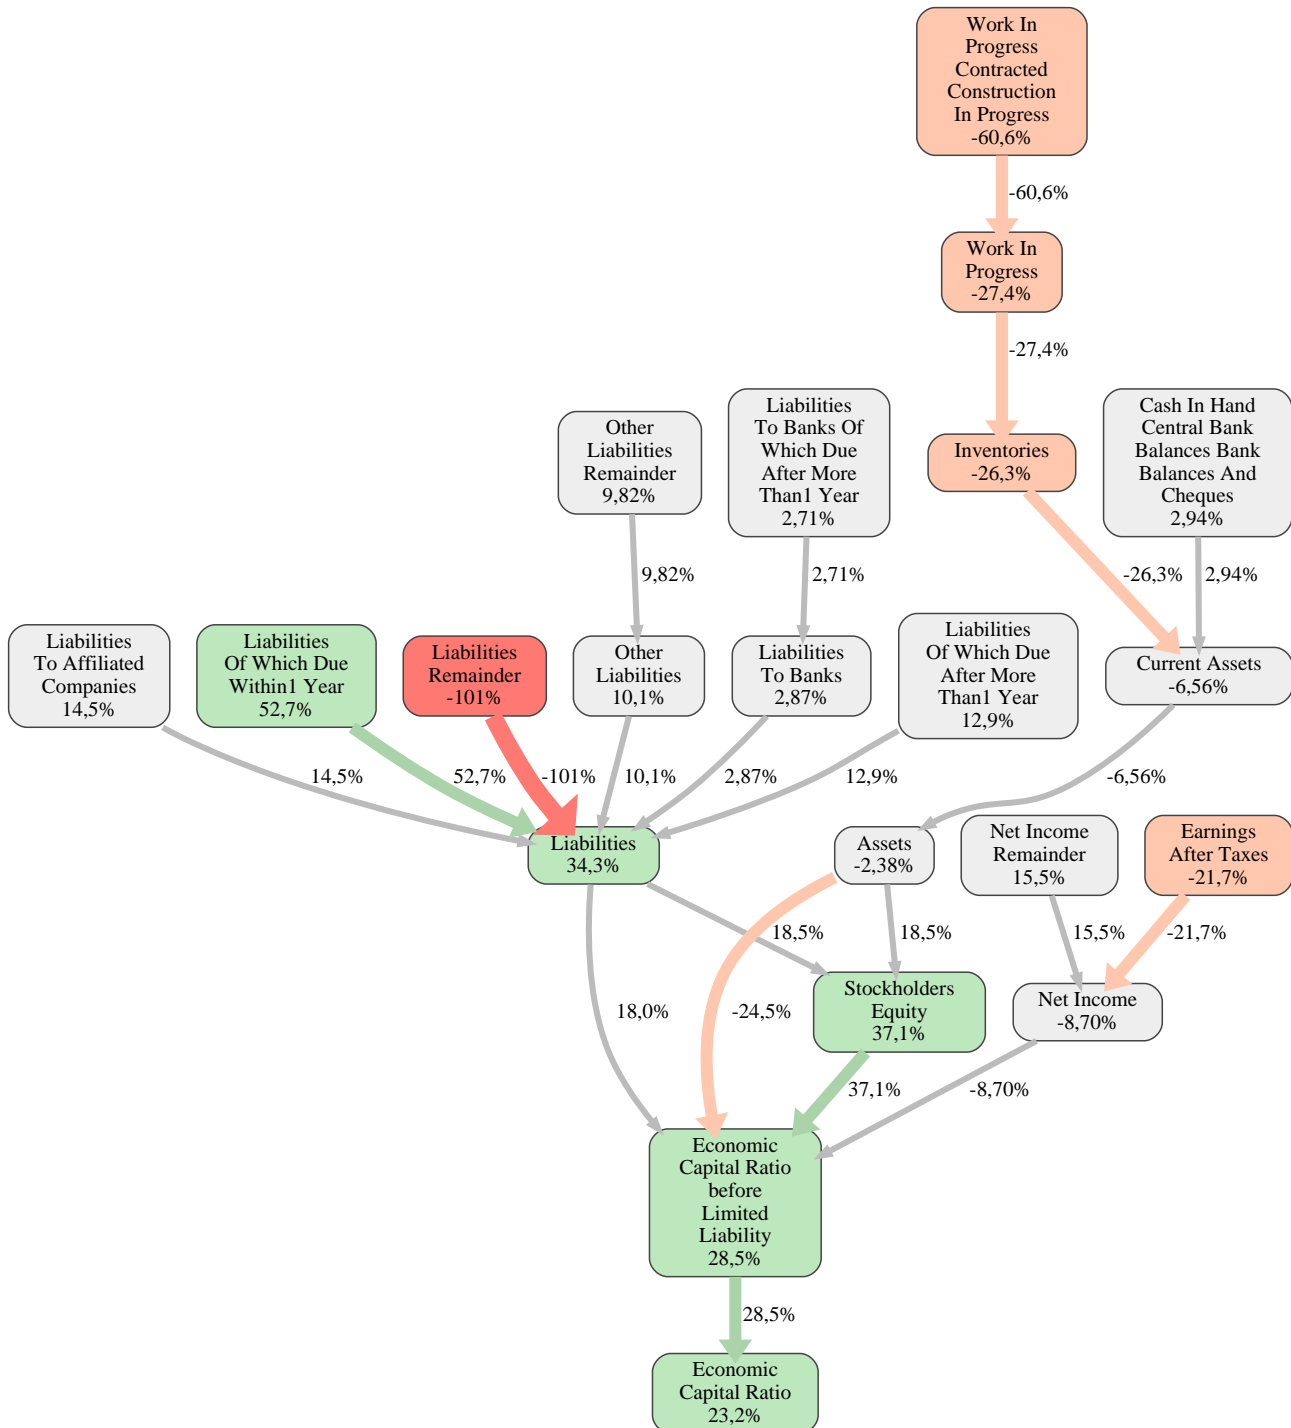 Work In
Progress
Contracted
Construction
In Progress
-60,6%
-60,6%
Work In
Progress
-27,4%
-27,4%
Other
Liabilities
Remainder
9,82%
Liabilities
To Banks Of
Which Due
After More
Than1 Year
2,71%
Inventories
-26,3%
Cash In Hand
Central Bank
Balances Bank
Balances And
Cheques
2,94%
9,82%
2,71%
-26,3%
2,94%
Liabilities
To Affiliated
Companies
14,5%
Liabilities
Of Which Due
Within1 Year
52,7%
Liabilities
Remainder
-101%
Other
Liabilities
10,1%
Liabilities
To Banks
2,87%
Liabilities
Of Which Due
After More
Than1 Year
12,9%
Current Assets
-6,56%
14,5%
52,7%
-101%
10,1%
2,87%
12,9%
-6,56%
Liabilities
34,3%
Assets
-2,38%
Net Income
Remainder
15,5%
Earnings
After Taxes
-21,7%
18,5%
18,5%
15,5%
-21,7%
18,0%
-24,5%
Stockholders
Equity
37,1%
Net Income
-8,70%
37,1%
-8,70%
Economic
Capital Ratio
before
Limited
Liability
28,5%
28,5%
Economic
Capital Ratio
23,2%